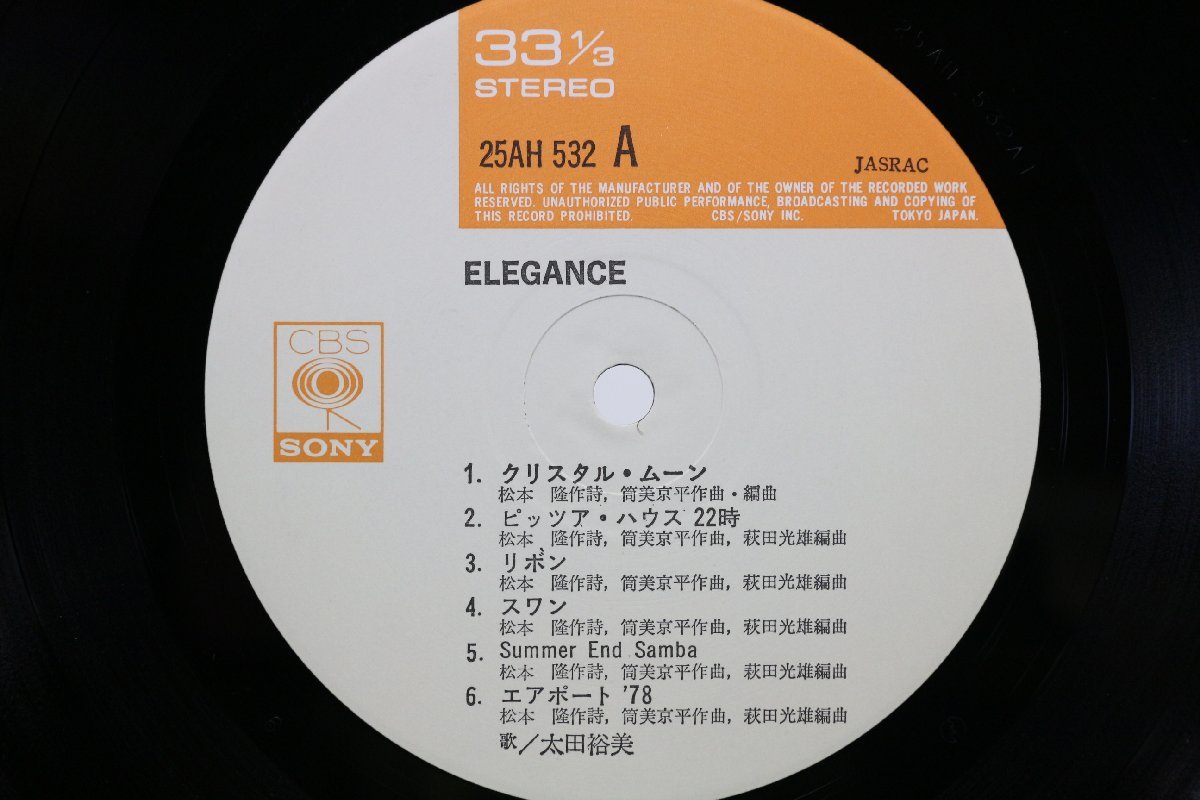 33 1/3
STEREO
25AH 532 A
JASRAC
ALL RIGHTS OF THE MANUFACTURER AND OF THE OWNER OF THE RECORDED WORK
RESERVED. UNAUTHORIZED PUBLIC PERFORMANCE, BROADCASTING AND COPYING OF
THIS RECORD PROHIBITED. CBS/SONY INC. TOKYO JAPAN.
25AH 532A1
ELEGANCE
CBS
SONY
1. クリスタル・ムーン
松本 隆作詩, 筒美京平作曲・編曲
2. ピッツア・ハウス 22時
松本 隆作詩, 筒美京平作曲, 萩田光雄編曲
3. リボン
松本 隆作詩, 筒美京平作曲, 萩田光雄編曲
4. スワン
松本 隆作詩, 筒美京平作曲, 萩田光雄編曲
5. Summer End Samba
松本 隆作詩, 筒美京平作曲, 萩田光雄編曲
6. エアポート '78
松本 隆作詩, 筒美京平作曲, 萩田光雄編曲
歌/太田裕美